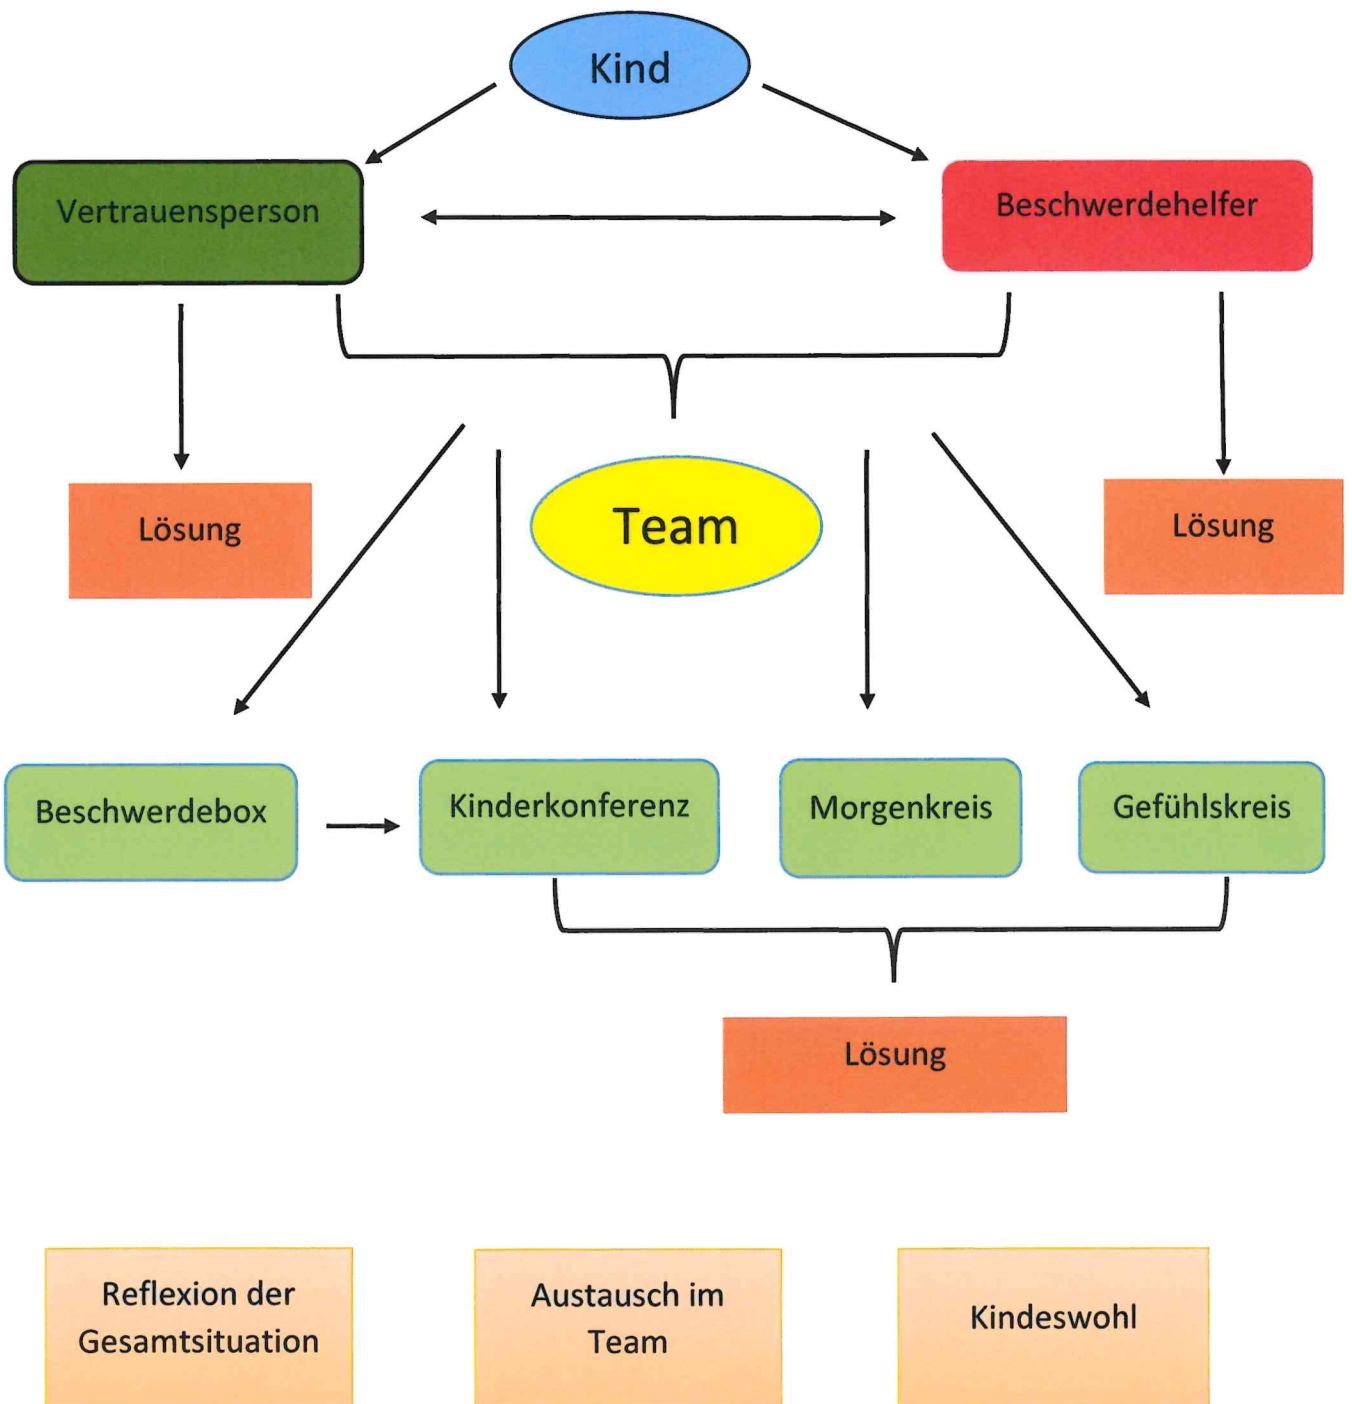 Kind
Vertrauensperson
Beschwerdehelfer
Lösung
Team
Lösung
Beschwerdebox
Kinderkonferenz
Morgenkreis
Gefühlskreis
Lösung
Reflexion der
Gesamtsituation
Austausch im
Team
Kindeswohl